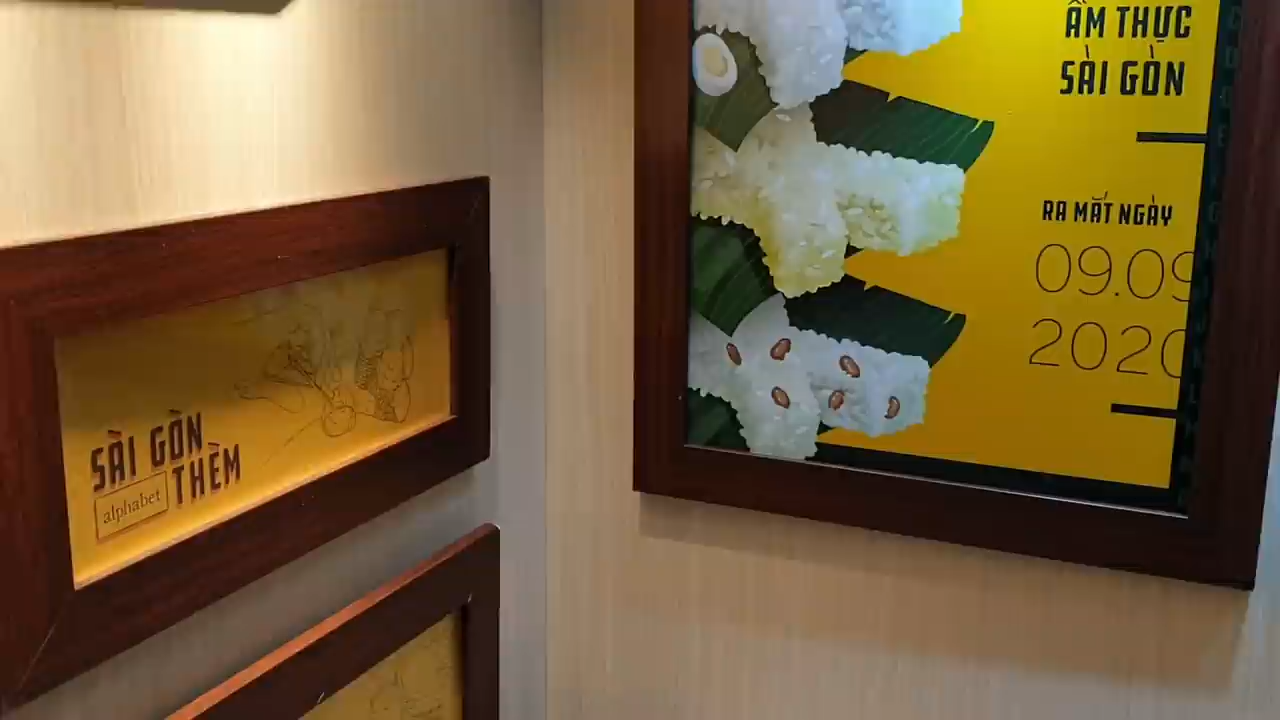 SÀI GÒN
alphabet THÈM
ẨM THỰC
SÀI GÒN
RA MẮT NGÀY
09.09
2020